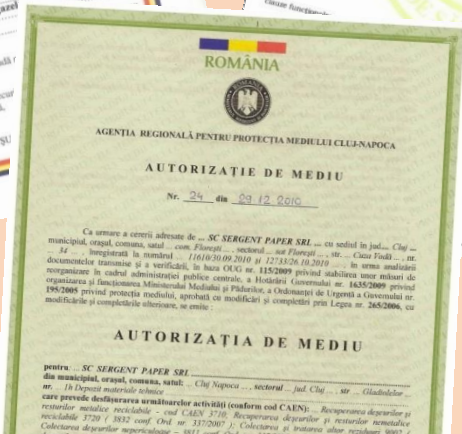 ROMÂNIA
AGENȚIA REGIONALĂ PENTRU PROTECȚIA MEDIULUI CLUJ-NAPOCA
AUTORIZAȚIE DE MEDIU
Nr. 24 din 29.12.2010
Ca urmare a cererii adresate de ... SC SERGENT PAPER SRL ... cu sediul în jud... Cluj ...
municipiul, orașul, comuna, satul ... com. Florești ... , sectorul ... sat Florești ... , str. .. Cuza Vodă .. , nr.
.. 34 ... , înregistrată la numărul .. 11610/30.09.2010 și 12733/26.10.2010 ... , în urma analizării
documentelor transmise și a verificării, în baza OUG nr. 115/2009 privind stabilirea unor măsuri de
reorganizare în cadrul administrației publice centrale, a Hotărârii Guvernului nr. 1635/2009 privind
organizarea și funcționarea Ministerului Mediului și Pădurilor, a Ordonanței de Urgență a Guvernului nr.
195/2005 privind protecția mediului, aprobată cu modificări și completări prin Legea nr. 265/2006, cu
modificările și completările ulterioare, se emite :
AUTORIZAȚIA DE MEDIU
pentru: ... SC SERGENT PAPER SRL
din municipiul, orașul, comuna, satul: .. Cluj Napoca .. , sectorul .. jud. Cluj .. , str .. Gladiolelor ..
nr. .. 1h Depozit materiale tehnice
care prevede desfășurarea următoarelor activități (conform cod CAEN): .. Recuperarea deșeurilor și
resturilor metalice reciclabile - cod CAEN 3710; Recuperarea deșeurilor și resturilor nemetalice
reciclabile 3720 ( 3832 conf. Ord nr. 337/2007 ); Colectarea și tratarea altor reziduuri
Colectarea deșeurilor nepericuloase